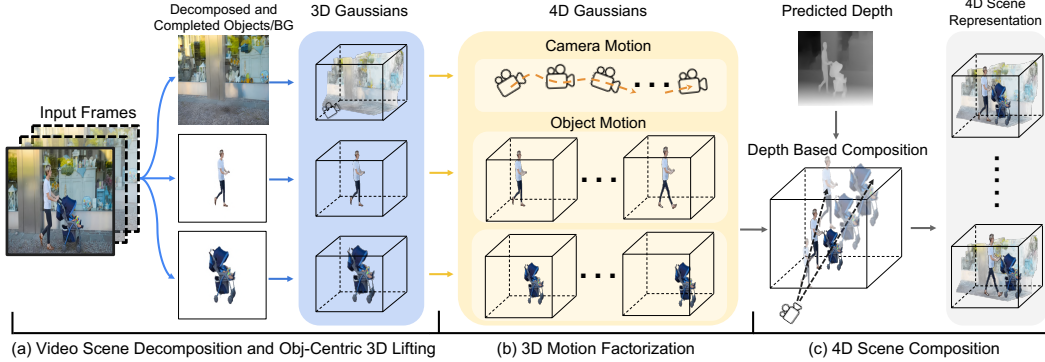 Decomposed and
Completed Objects/BG
3D Gaussians
4D Gaussians
Predicted Depth
4D Scene
Representation
Camera Motion
Input Frames
Object Motion
Depth Based Composition
(a) Video Scene Decomposition and Obj-Centric 3D Lifting
(b) 3D Motion Factorization
(c) 4D Scene Composition